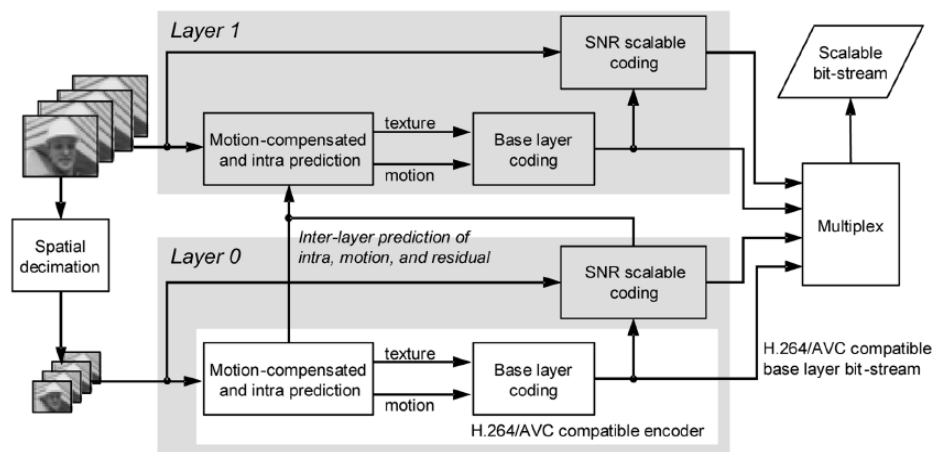 Layer 1
SNR scalable
coding
Scalable
bit-stream
Motion-compensated
and intra prediction
texture
motion
Base layer
coding
Multiplex
Spatial
decimation
Inter-layer prediction of
intra, motion, and residual
Layer 0
SNR scalable
coding
Motion-compensated
and intra prediction
texture
motion
Base layer
coding
H.264/AVC compatible
base layer bit-stream
H.264/AVC compatible encoder